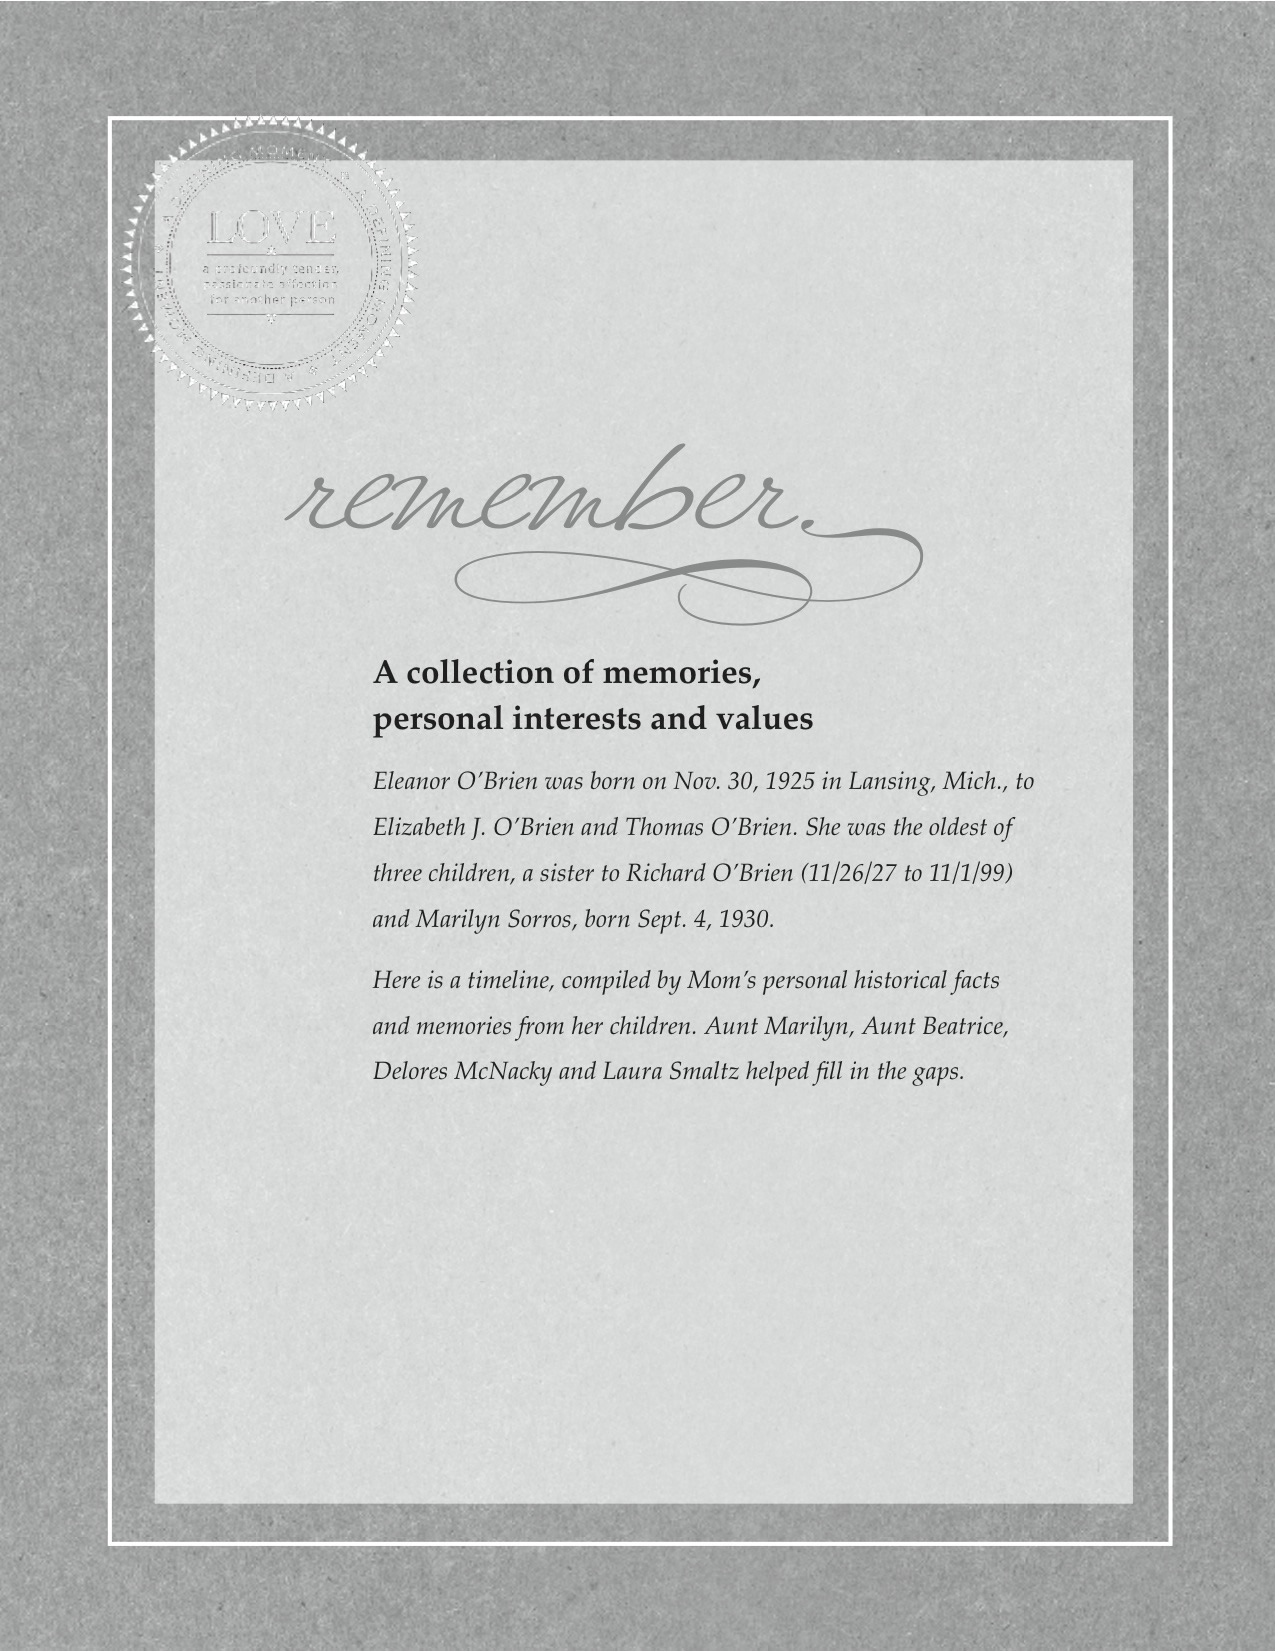 LOVE
a profoundly tender,
passionate affection
for another person
remember.
A collection of memories,
personal interests and values
Eleanor O’Brien was born on Nov. 30, 1925 in Lansing, Mich., to
Elizabeth J. O’Brien and Thomas O’Brien. She was the oldest of
three children, a sister to Richard O’Brien (11/26/27 to 11/1/99)
and Marilyn Sorros, born Sept. 4, 1930.
Here is a timeline, compiled by Mom’s personal historical facts
and memories from her children. Aunt Marilyn, Aunt Beatrice,
Delores McNacky and Laura Smaltz helped fill in the gaps.